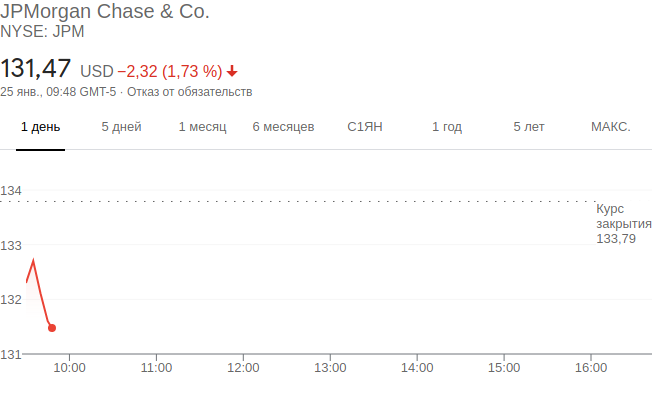 JPMorgan Chase & Co.
NYSE: JPM
131,47 USD −2,32 (1,73 %)
25 янв., 09:48 GMT-5 · Отказ от обязательств
1 день 5 дней 1 месяц 6 месяцев С1ЯН 1 год 5 лет МАКС.
134
Курс
закрытия
133,79
133
132
131
10:00 11:00 12:00 13:00 14:00 15:00 16:00